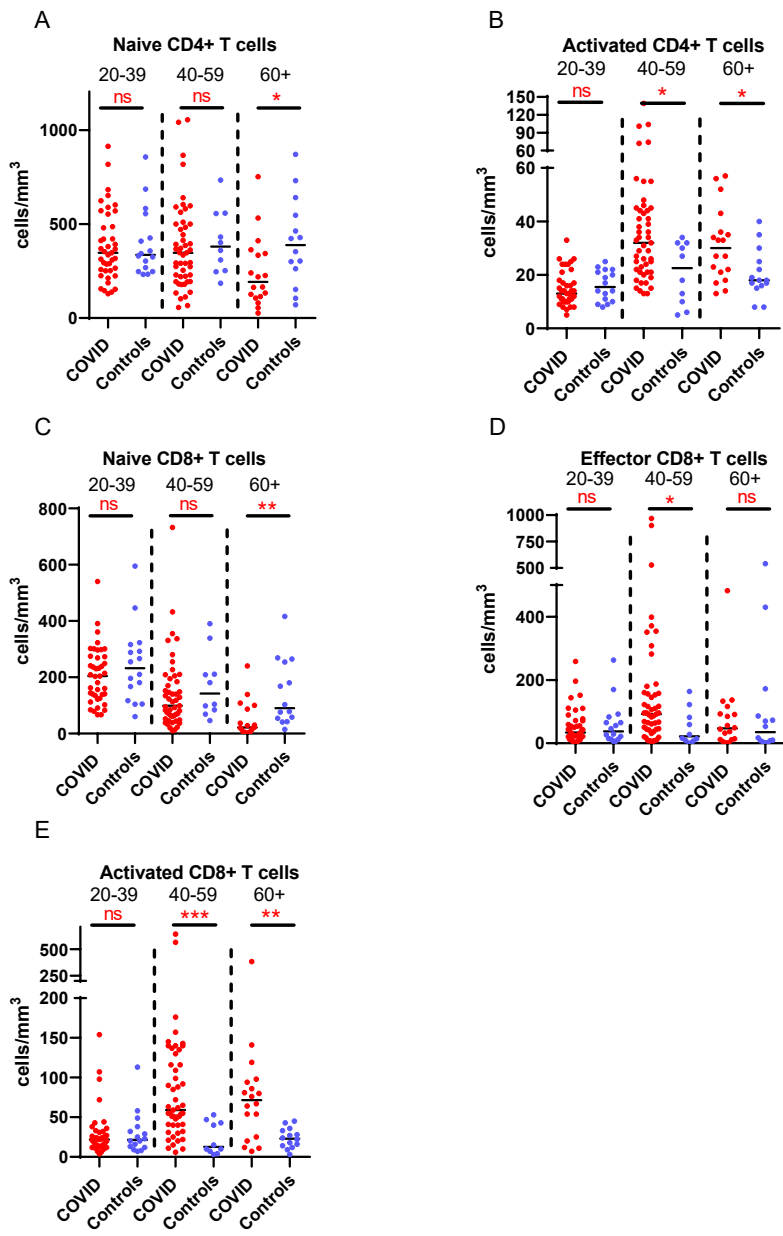 A
Naive CD4+ T cells
20-39 40-59 60+
ns ns *
1000
500
0
cells/mm³
COVID Controls COVID Controls COVID Controls
B
Activated CD4+ T cells
20-39 40-59 60+
ns * *
150
120
90
60
60
40
20
0
cells/mm³
COVID Controls COVID Controls COVID Controls
C
Naive CD8+ T cells
20-39 40-59 60+
ns ns **
800
600
400
200
0
cells/mm³
COVID Controls COVID Controls COVID Controls
D
Effector CD8+ T cells
20-39 40-59 60+
ns * ns
1000
500
400
200
0
cells/mm³
COVID Controls COVID Controls COVID Controls
E
Activated CD8+ T cells
20-39 40-59 60+
ns *** **
500
250
200
150
100
50
0
cells/mm³
COVID Controls COVID Controls COVID Controls